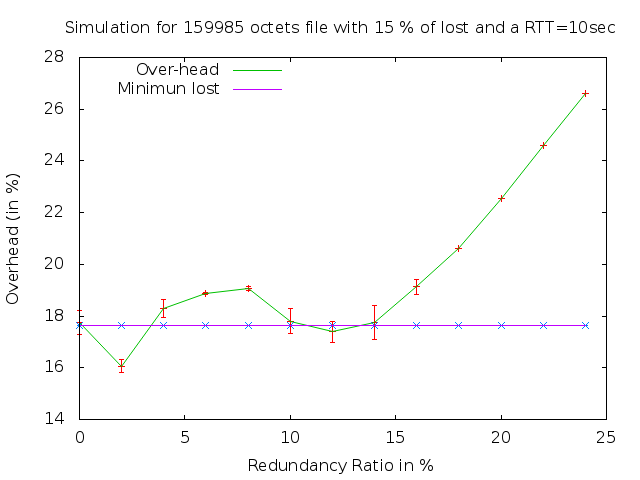 Simulation for 159985 octets file with 15 % of lost and a RTT=10sec
Over-head
Minimun lost
Overhead (in %)
28
26
24
22
20
18
16
14
0 5 10 15 20 25
Redundancy Ratio in %